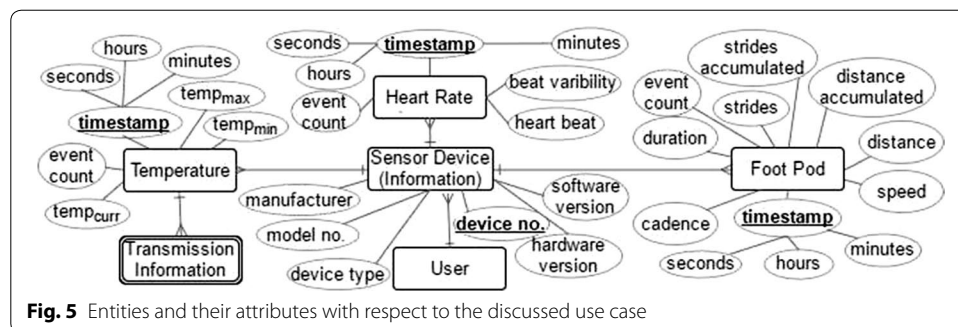 hours
seconds
minutes
timestamp
tempmax
tempmin
event
count
Temperature
tempcurr
Transmission
Information
seconds
timestamp
minutes
hours
event
count
Heart Rate
beat varibility
heart beat
Sensor Device
(Information)
manufacturer
model no.
device type
device no.
software
version
hardware
version
User
strides
accumulated
event
count
strides
distance
accumulated
duration
distance
Foot Pod
speed
cadence
timestamp
seconds
hours
minutes
Fig. 5 Entities and their attributes with respect to the discussed use case